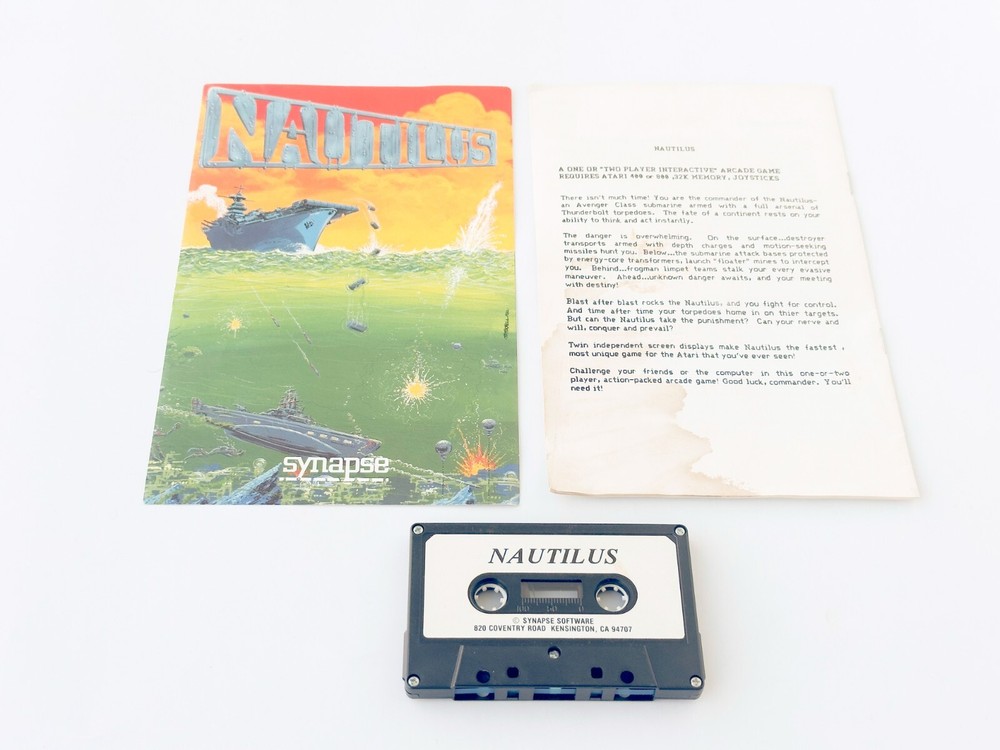 NAUTILUS
synapse
NAUTILUS
A ONE OR "TWO PLAYER INTERACTIVE" ARCADE GAME
REQUIRES ATARI 400 or 800 ,32K MEMORY, JOYSTICKS
There isn't much time! You are the commander of the Nautilus-
an Avenger Class submarine armed with a full arsenal of
Thunderbolt torpedoes. The fate of a continent rests on your
ability to think and act instantly.
The danger is overwhelming. On the surface...destroyer
transports armed with depth charges and motion-seeking
missiles hunt you. Below...the submarine attack bases protected
by energy-core transformers, launch "floater" mines to intercept
you. Behind...frogman limpet teams stalk your every evasive
maneuver. Ahead...unknown danger awaits, and your meeting
with destiny!
Blast after blast rocks the Nautilus, and you fight for control.
And time after time your torpedoes home in on thier targets.
But can the Nautilus take the punishment? Can your nerve and
will, conquer and prevail?
Twin independent screen displays make Nautilus the fastest ,
most unique game for the Atari that you've ever seen!
Challenge your friends or the computer in this one-or-two
player, action-packed arcade game! Good luck, commander. You'll
need it!
NAUTILUS
100 50 0
© SYNAPSE SOFTWARE
820 COVENTRY ROAD KENSINGTON, CA 94707